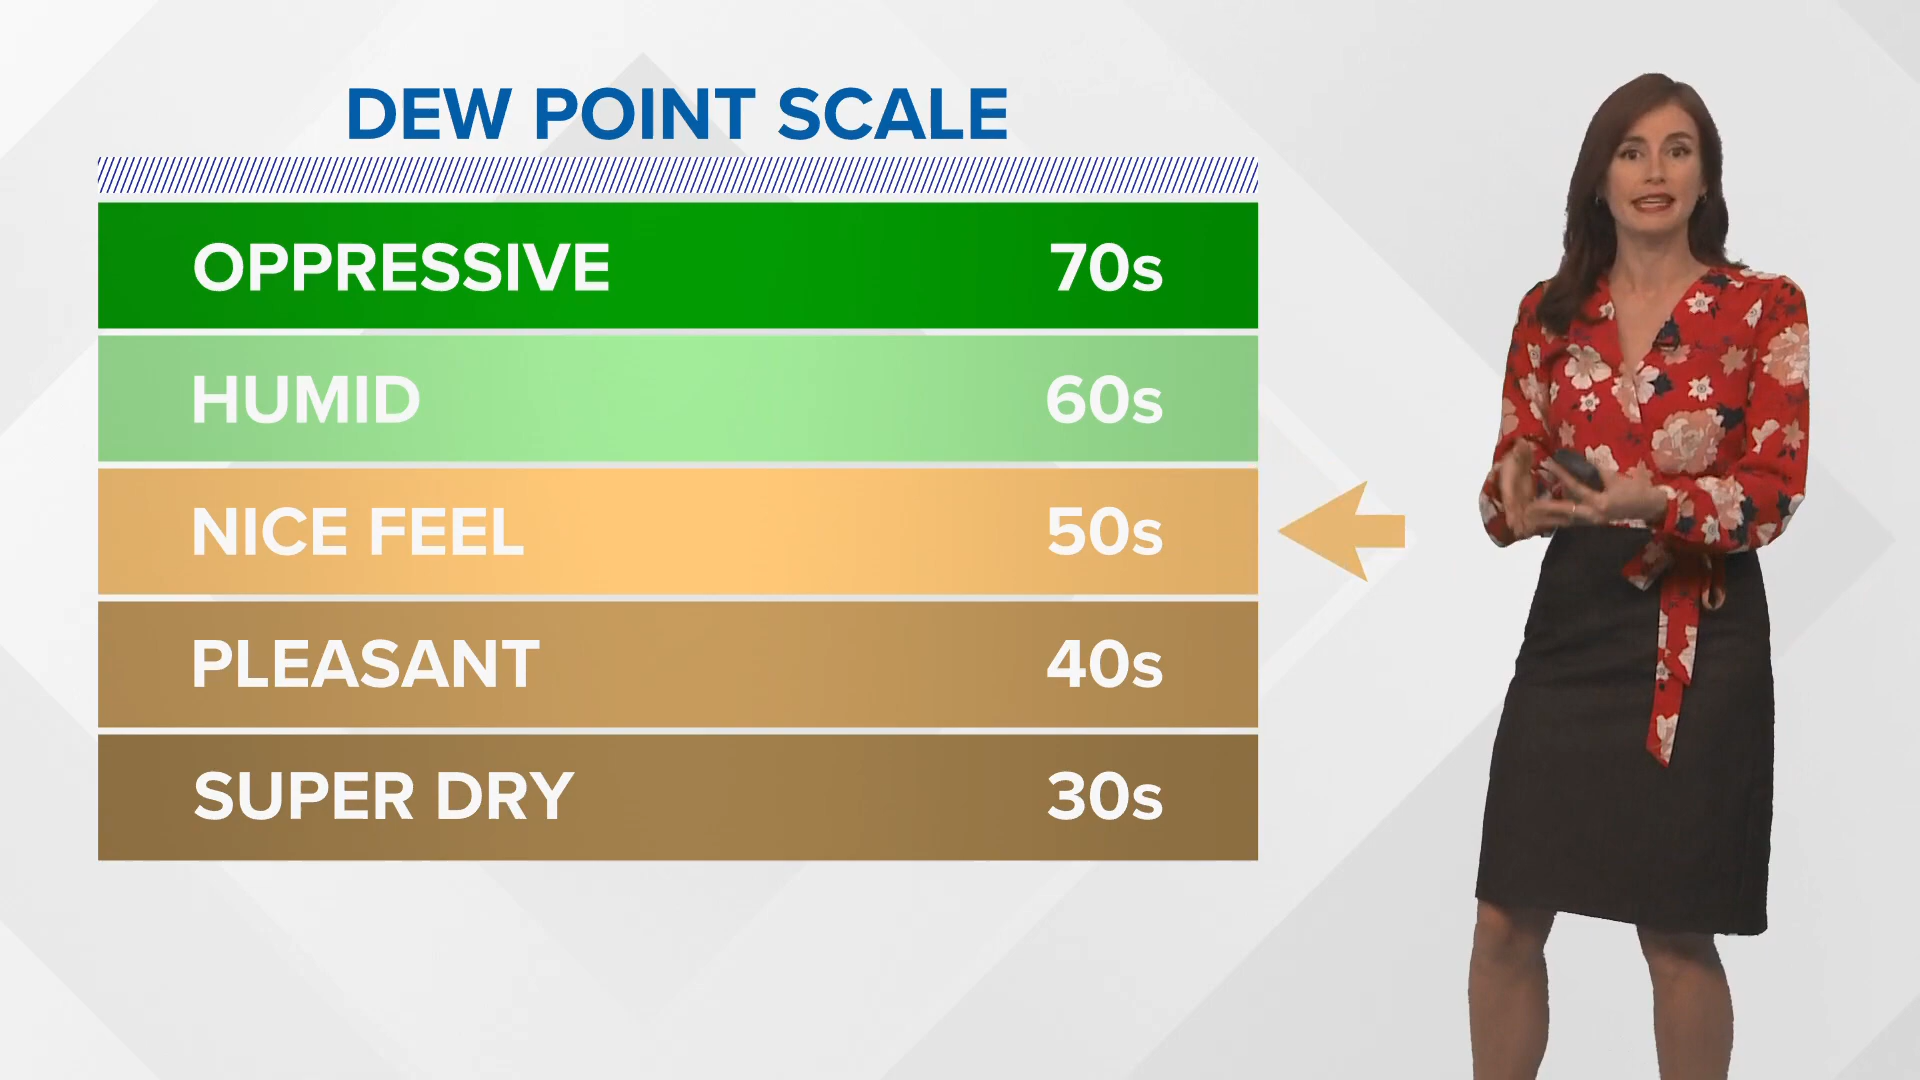 DEW POINT SCALE
OPPRESSIVE 70s
HUMID 60s
NICE FEEL 50s
PLEASANT 40s
SUPER DRY 30s